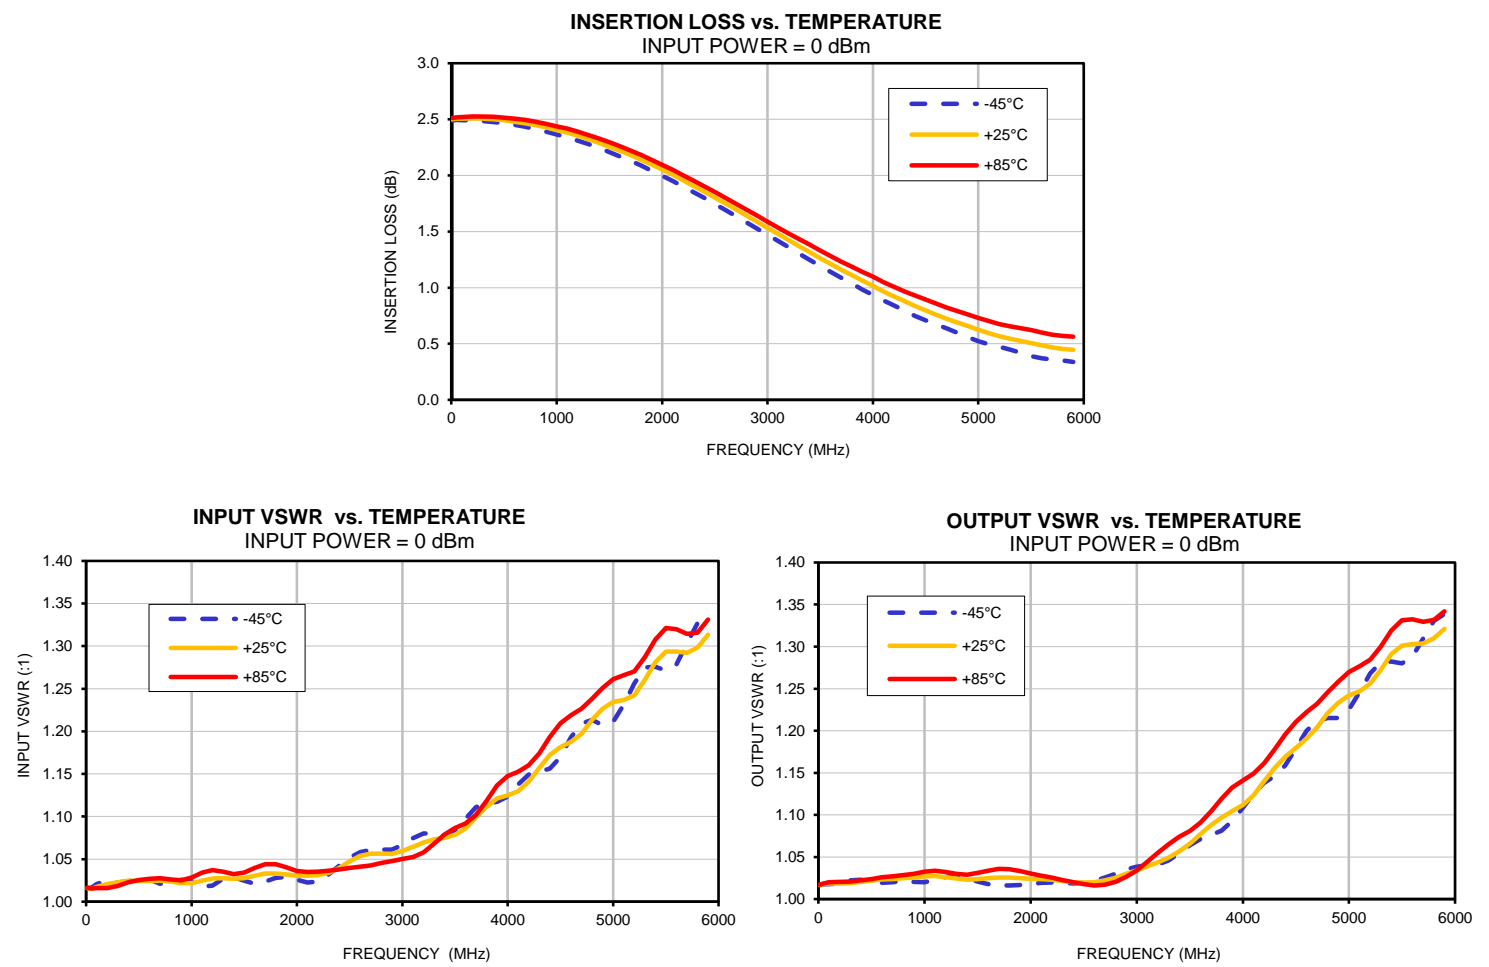 INSERTION LOSS vs. TEMPERATURE
INPUT POWER = 0 dBm
3.0
2.5
2.0
1.5
1.0
0.5
0.0
INSERTION LOSS (dB)
-45°C
+25°C
+85°C
0 1000 2000 3000 4000 5000 6000
FREQUENCY (MHz)
INPUT VSWR vs. TEMPERATURE
INPUT POWER = 0 dBm
1.40
1.35
1.30
1.25
1.20
1.15
1.10
1.05
1.00
INPUT VSWR (:1)
-45°C
+25°C
+85°C
0 1000 2000 3000 4000 5000 6000
FREQUENCY (MHz)
OUTPUT VSWR vs. TEMPERATURE
INPUT POWER = 0 dBm
1.40
1.35
1.30
1.25
1.20
1.15
1.10
1.05
1.00
OUTPUT VSWR (:1)
-45°C
+25°C
+85°C
0 1000 2000 3000 4000 5000 6000
FREQUENCY (MHz)